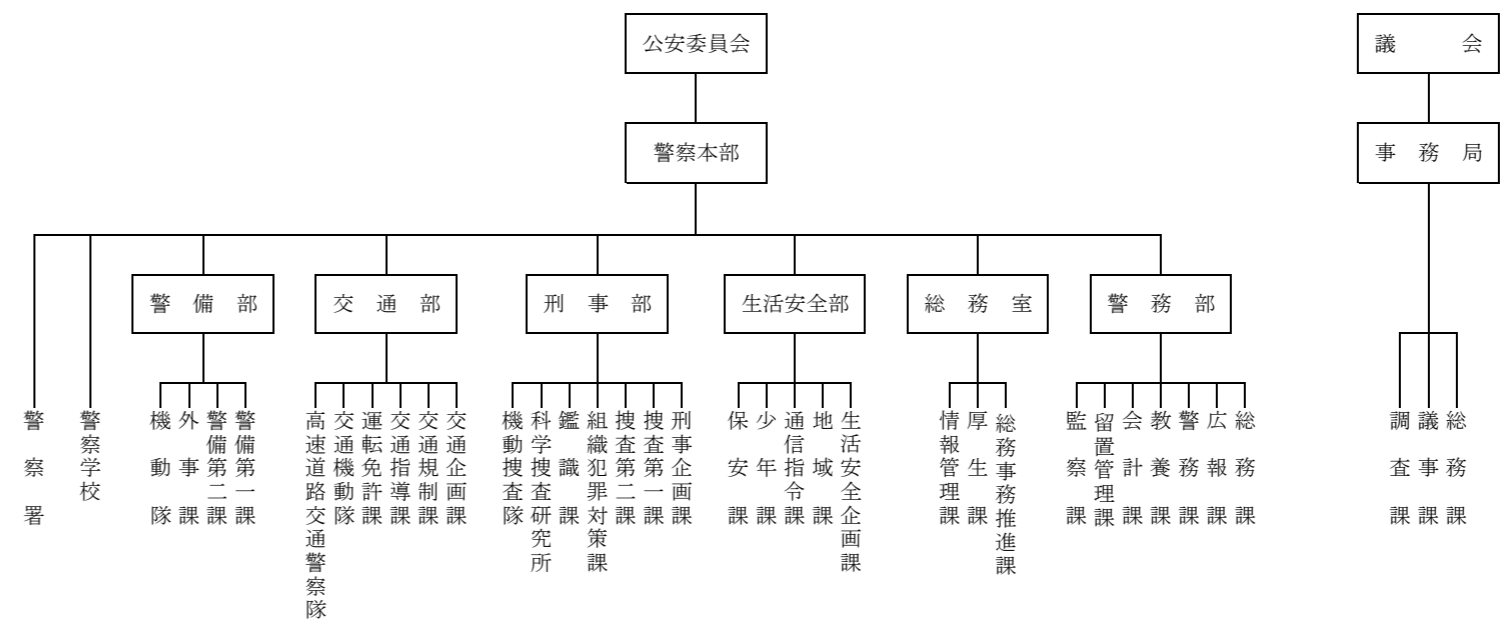 公安委員会
議会
警察本部
事務局
警備部
交通部
刑事部
生活安全部
総務室
警務部
警察署
警察学校
機動隊
外事課
警備第二課
警備第一課
高速道路交通警察隊
交通機動隊
運転免許課
交通指導課
交通規制課
交通企画課
機動捜査隊
科学捜査研究所
鑑識課
組織犯罪対策課
捜査第二課
捜査第一課
刑事企画課
保安課
少年課
通信指令課
地域課
生活安全企画課
情報管理課
厚生課
総務事務推進課
監察課
留置管理課
会計課
教養課
警務課
広報課
総務課
調査課
議事課
総務課